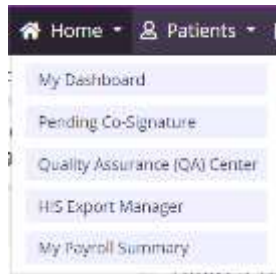 Home
Patients
My Dashboard
Pending Co-Signature
Quality Assurance (QA) Center
HIS Export Manager
My Payroll Summary